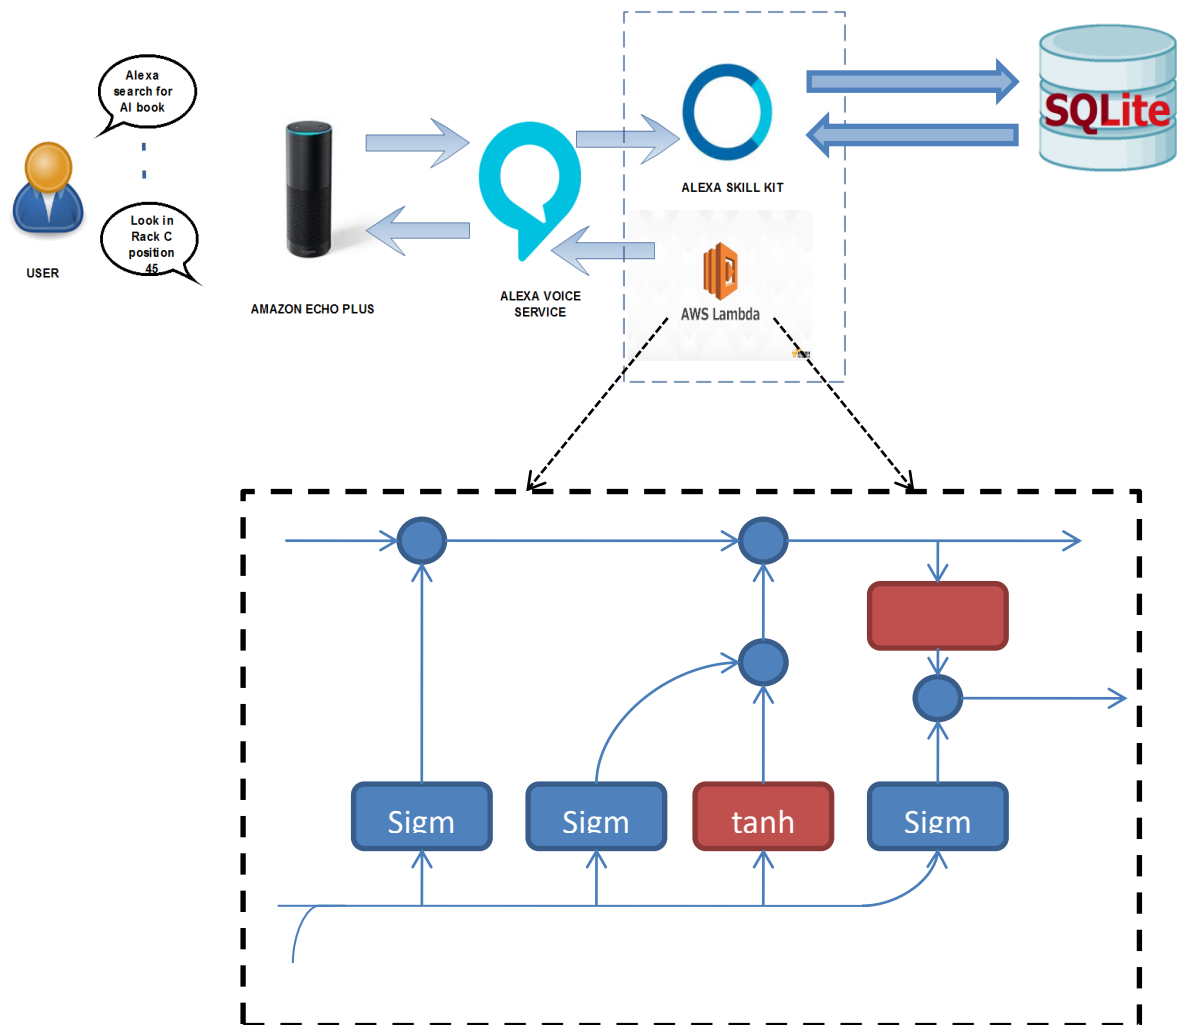 Alexa
search for
AI book
Look in
Rack C
position
45
USER
AMAZON ECHO PLUS
ALEXA VOICE
SERVICE
ALEXA SKILL KIT
AWS Lambda
SQLite
Sigm
Sigm
tanh
Sigm